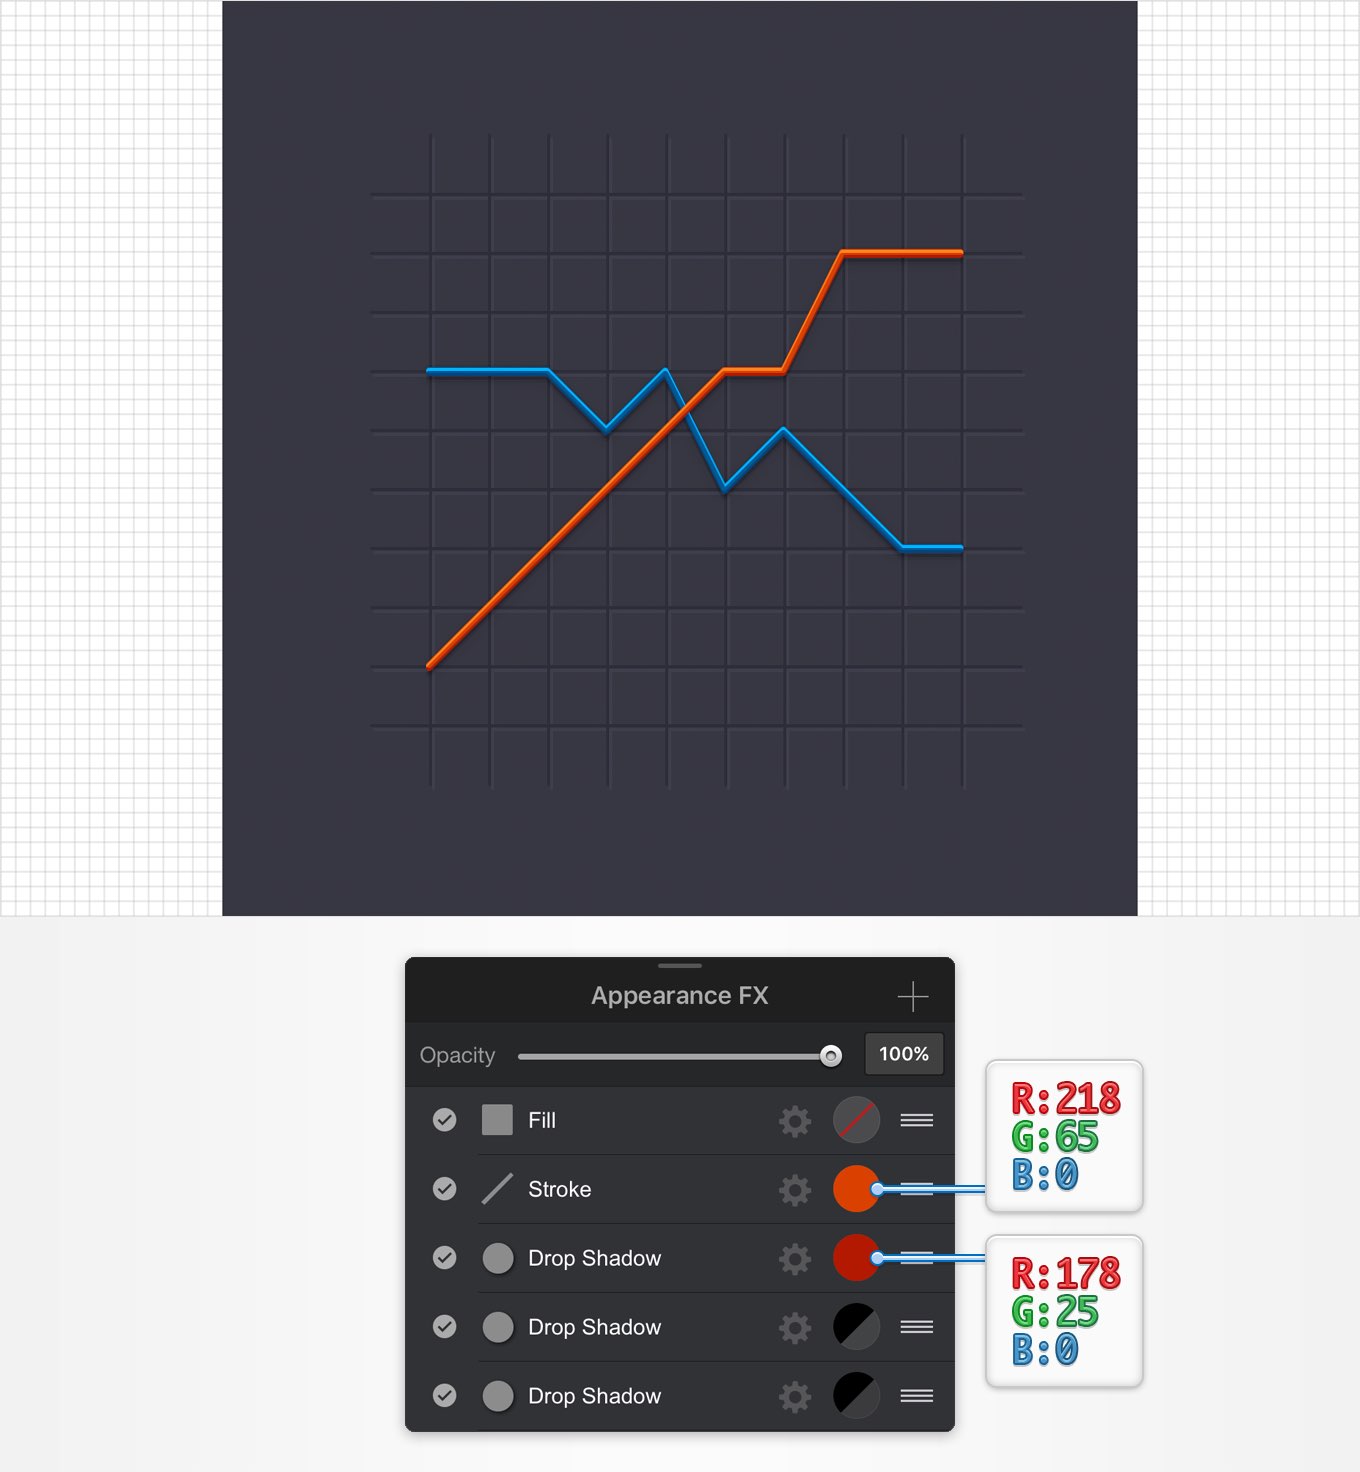 Appearance FX
Opacity 100%
Fill
Stroke
Drop Shadow
Drop Shadow
Drop Shadow
R:218
G:65
B:0
R:178
G:25
B:0